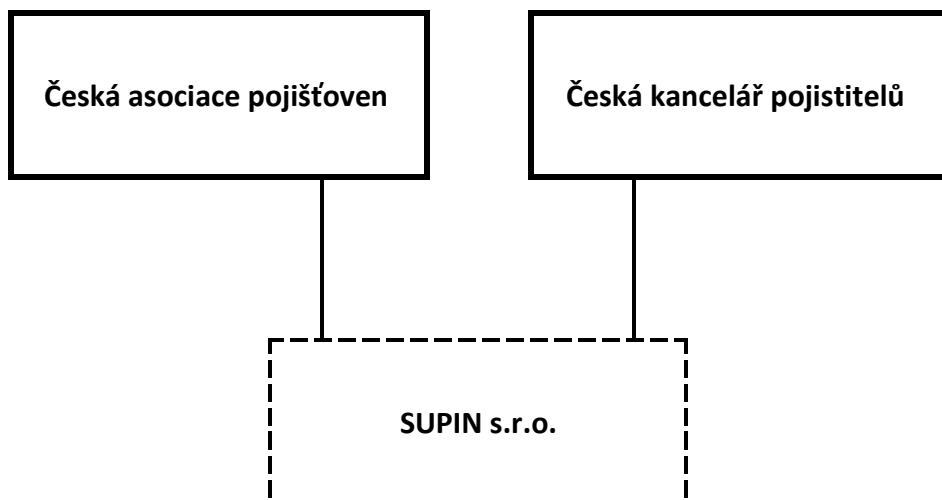 Česká asociace pojišťoven
Česká kancelář pojistitelů
SUPIN s.r.o.